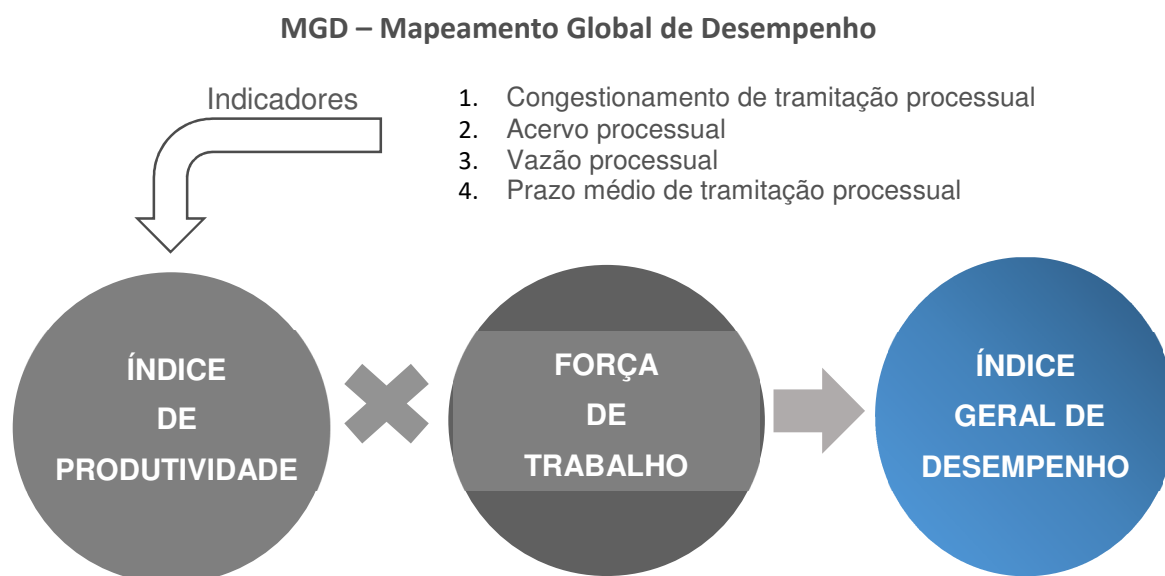 MGD – Mapeamento Global de Desempenho
Indicadores
1. Congestionamento de tramitação processual
2. Acervo processual
3. Vazão processual
4. Prazo médio de tramitação processual
ÍNDICE
DE
PRODUTIVIDADE
FORÇA
DE
TRABALHO
ÍNDICE
GERAL DE
DESEMPENHO